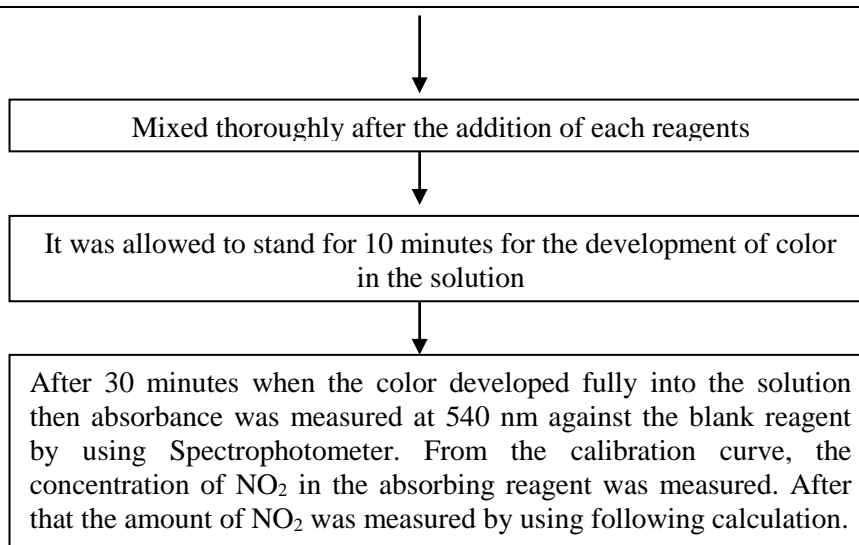 Mixed thoroughly after the addition of each reagents
It was allowed to stand for 10 minutes for the development of color
in the solution
After 30 minutes when the color developed fully into the solution
then absorbance was measured at 540 nm against the blank reagent
by using Spectrophotometer. From the calibration curve, the
concentration of NO₂ in the absorbing reagent was measured. After
that the amount of NO₂ was measured by using following calculation.